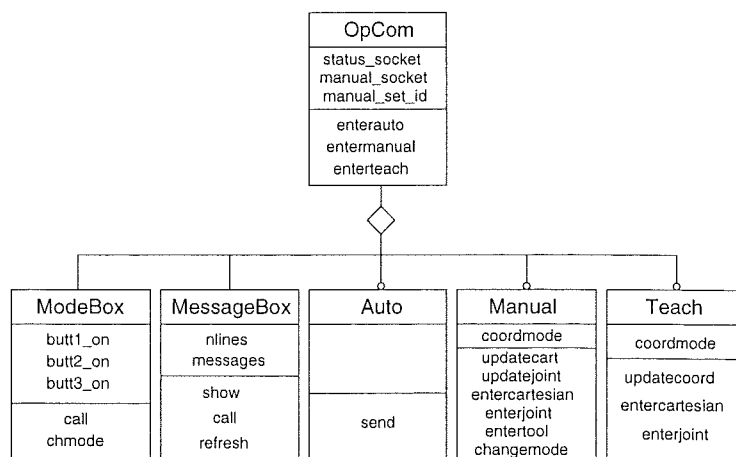 OpCom
status_socket
manual_socket
manual_set_id
enterauto
entermanual
enterteach
ModeBox
butt1_on
butt2_on
butt3_on
call
chmode
MessageBox
nlines
messages
show
call
refresh
Auto
send
Manual
coordmode
updatecart
updatejoint
entercartesian
enterjoint
entertool
changemode
Teach
coordmode
updatecoord
entercartesian
enterjoint